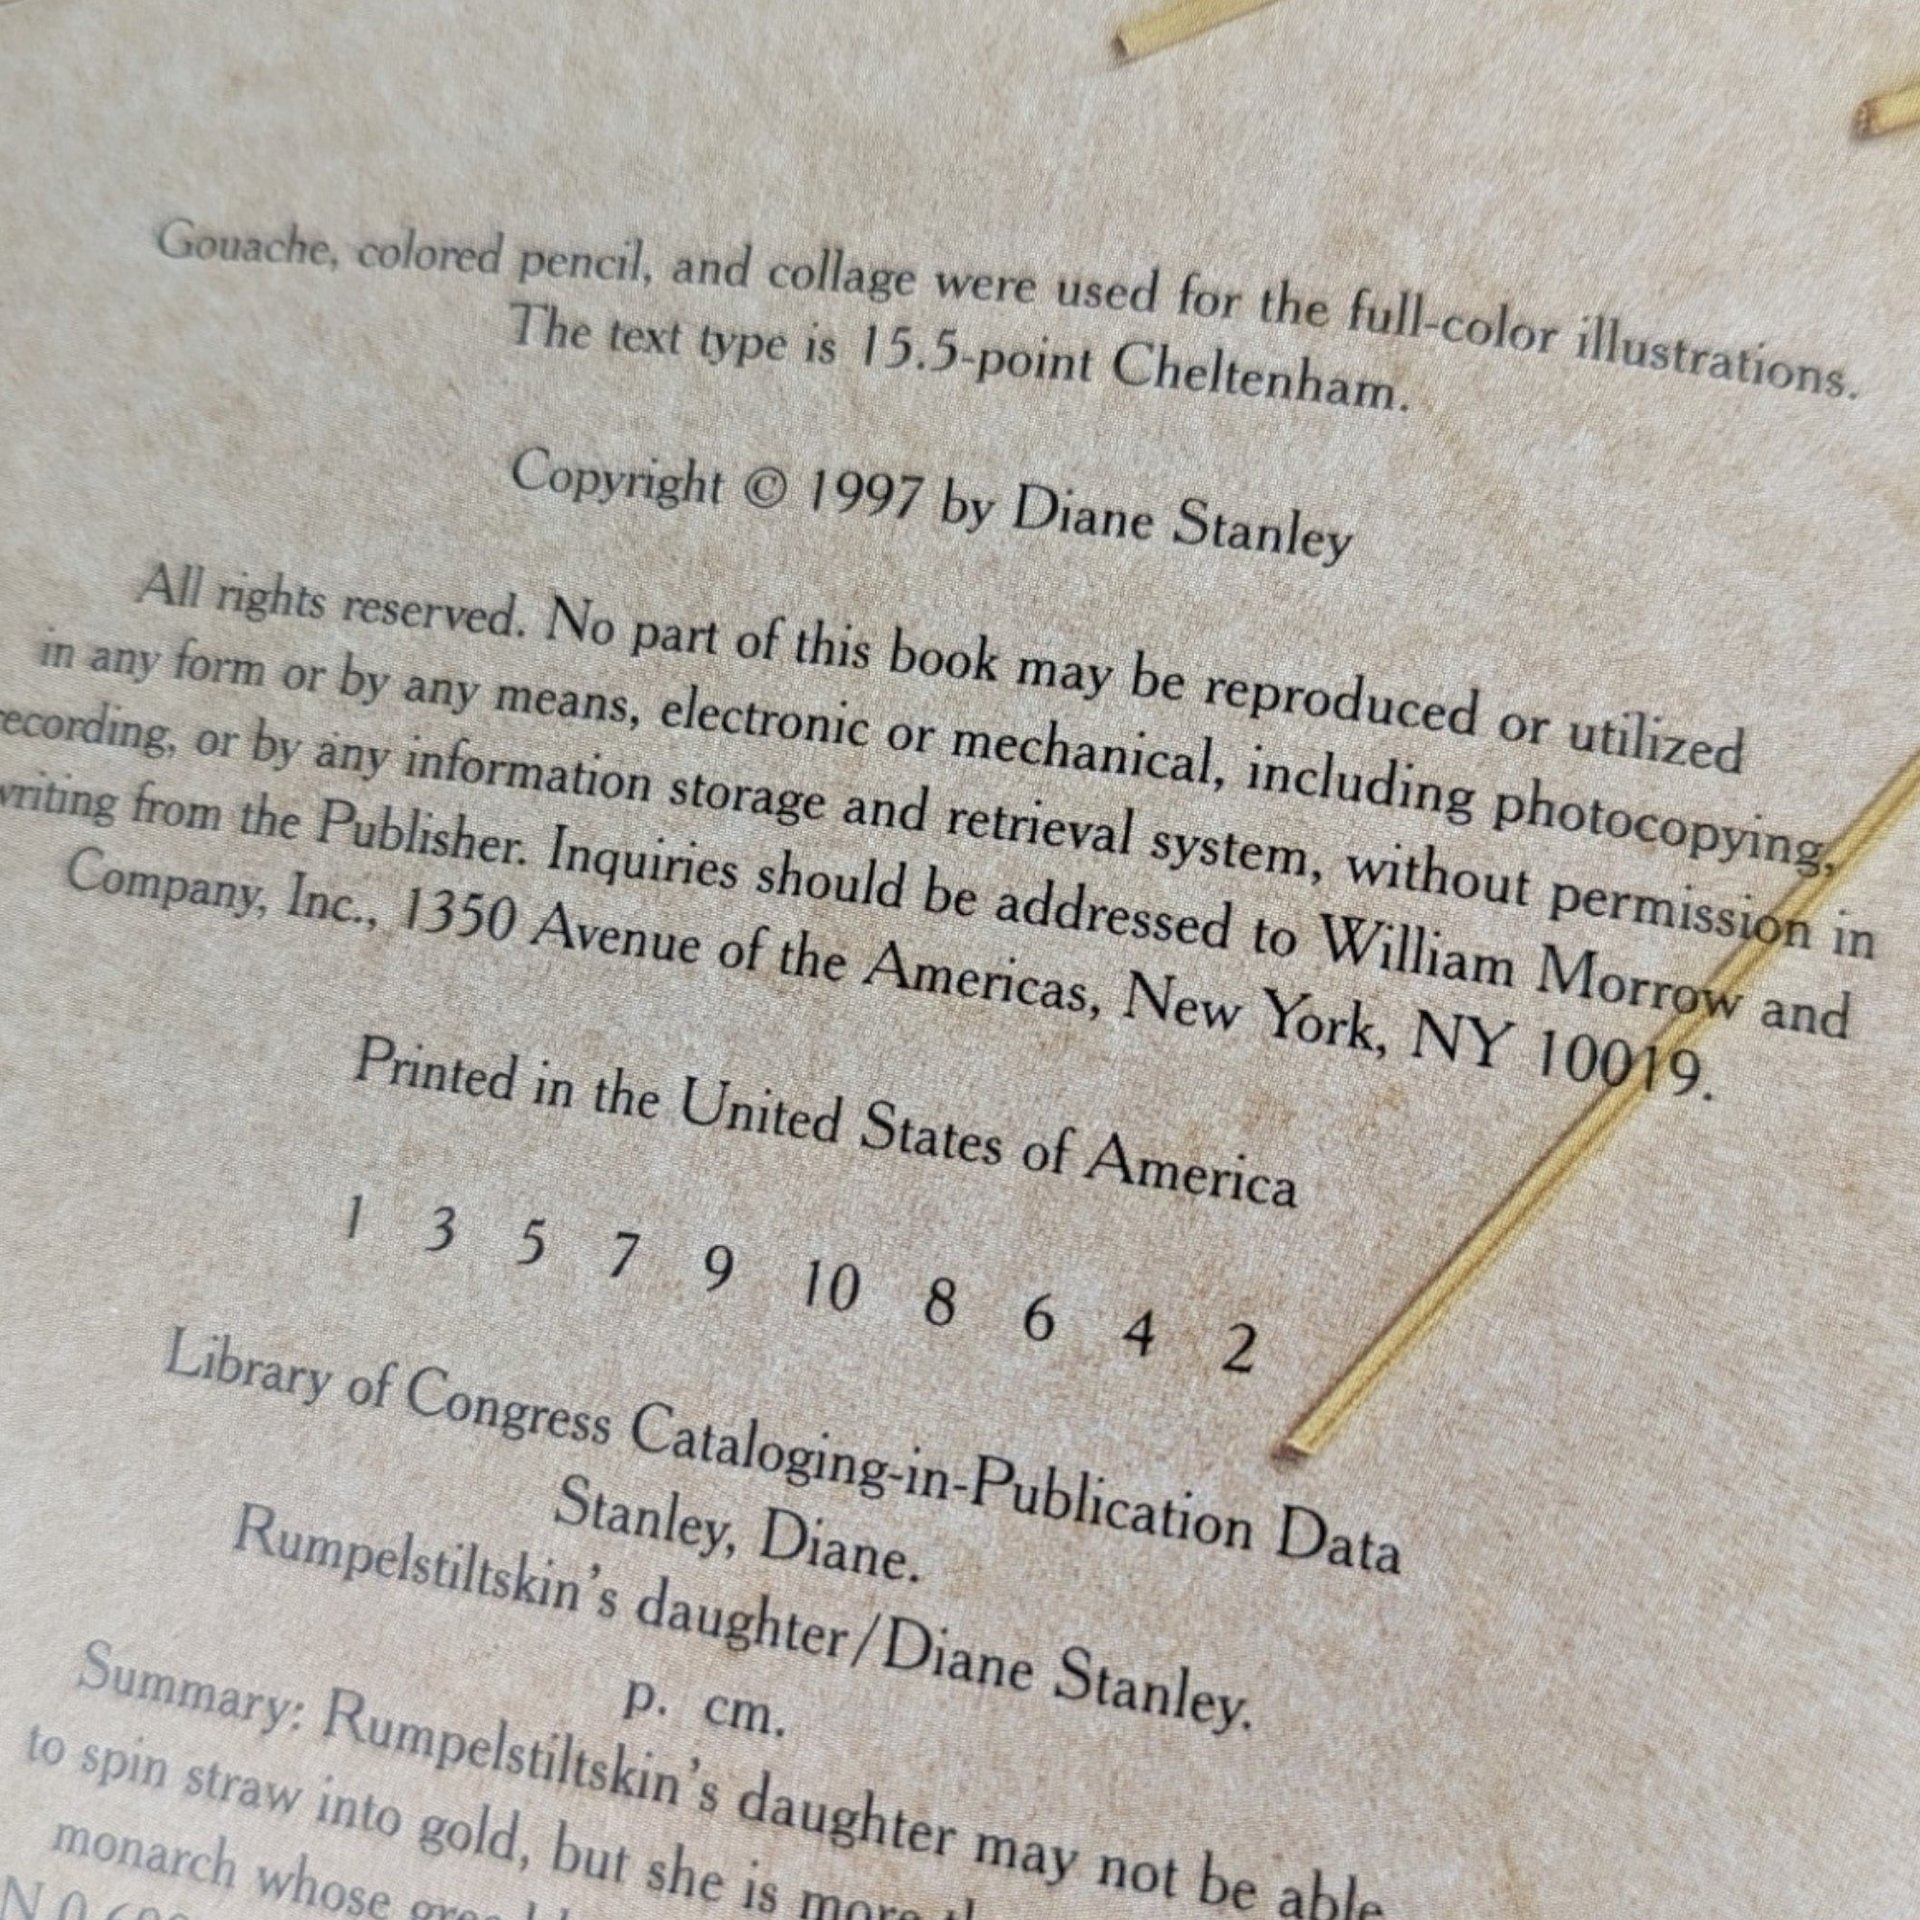 Gouache, colored pencil, and collage were used for the full-color illustrations.
The text type is 15.5-point Cheltenham.
Copyright © 1997 by Diane Stanley
All rights reserved. No part of this book may be reproduced or utilized
in any form or by any means, electronic or mechanical, including photocopying,
recording, or by any information storage and retrieval system, without permission in
writing from the Publisher. Inquiries should be addressed to William Morrow and
Company, Inc., 1350 Avenue of the Americas, New York, NY 10019.
Printed in the United States of America
1 3 5 7 9 10 8 6 4 2
Library of Congress Cataloging-in-Publication Data
Stanley, Diane.
Rumpelstiltskin's daughter/Diane Stanley.
p. cm.
Summary: Rumpelstiltskin's daughter may not be able
to spin straw into gold, but she is more
monarch whose